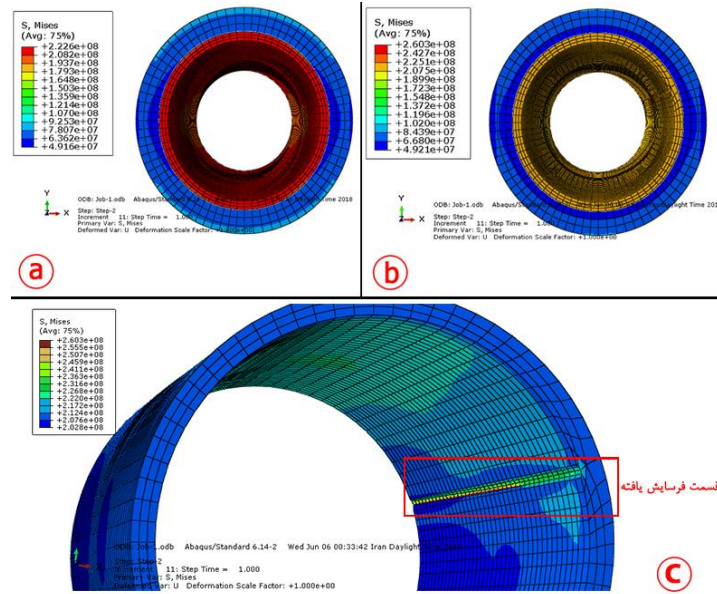 S, Mises
(Avg: 75%)
+2.226e+08
+2.082e+08
+1.937e+08
+1.793e+08
+1.648e+08
+1.503e+08
+1.359e+08
+1.214e+08
+1.070e+08
+9.253e+07
+7.807e+07
+6.362e+07
+4.916e+07
Y
X
ODB: Job-1.odb Abaqus/Standard Time 2018
Step: Step-2
Increment 11: Step Time = 1.000
Primary Var: S, Mises
Deformed Var: U Deformation Scale Factor: +1.000e+00
a
S, Mises
(Avg: 75%)
+2.603e+08
+2.427e+08
+2.251e+08
+2.075e+08
+1.899e+08
+1.723e+08
+1.548e+08
+1.372e+08
+1.196e+08
+1.020e+08
+8.439e+07
+6.680e+07
+4.921e+07
Y
X
ODB: Job-1.odb Abaqus/Standard
Step: Step-2
Increment 11: Step Time =
Primary Var: S, Mises
Deformed Var: U Deformation Scale Factor: +1.000e+00
b
S, Mises
(Avg: 75%)
+2.603e+08
+2.555e+08
+2.507e+08
+2.459e+08
+2.411e+08
+2.363e+08
+2.316e+08
+2.268e+08
+2.220e+08
+2.172e+08
+2.124e+08
+2.076e+08
+2.028e+08
قسمت فرسایش یافته
ODB: Job-1.odb Abaqus/Standard 6.14-2 Wed Jun 06 00:33:42 Iran Daylight
Step: Step-2
Increment 11: Step Time = 1.000
Primary Var: S, Mises
Deformed Var: U Deformation Scale Factor: +1.000e+00
c